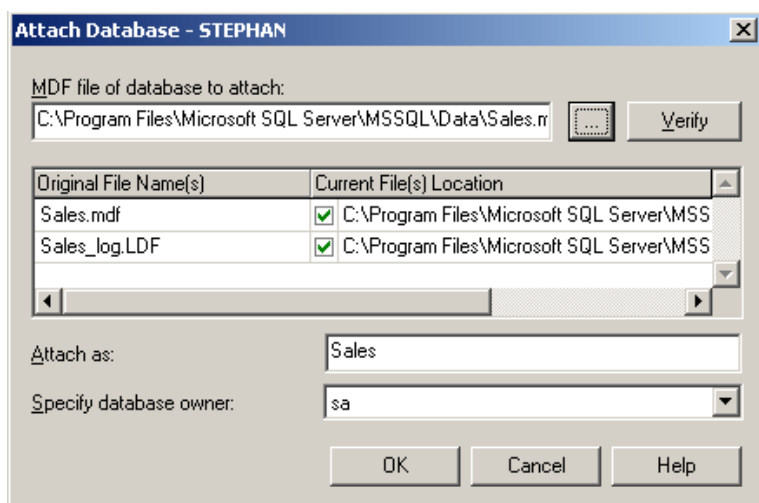 Attach Database - STEPHAN
MDF file of database to attach:
C:\Program Files\Microsoft SQL Server\MSSQL\Data\Sales.m ... Verify
Original File Name(s) Current File(s) Location
Sales.mdf C:\Program Files\Microsoft SQL Server\MSS
Sales_log.LDF C:\Program Files\Microsoft SQL Server\MSS
Attach as: Sales
Specify database owner: sa
OK Cancel Help